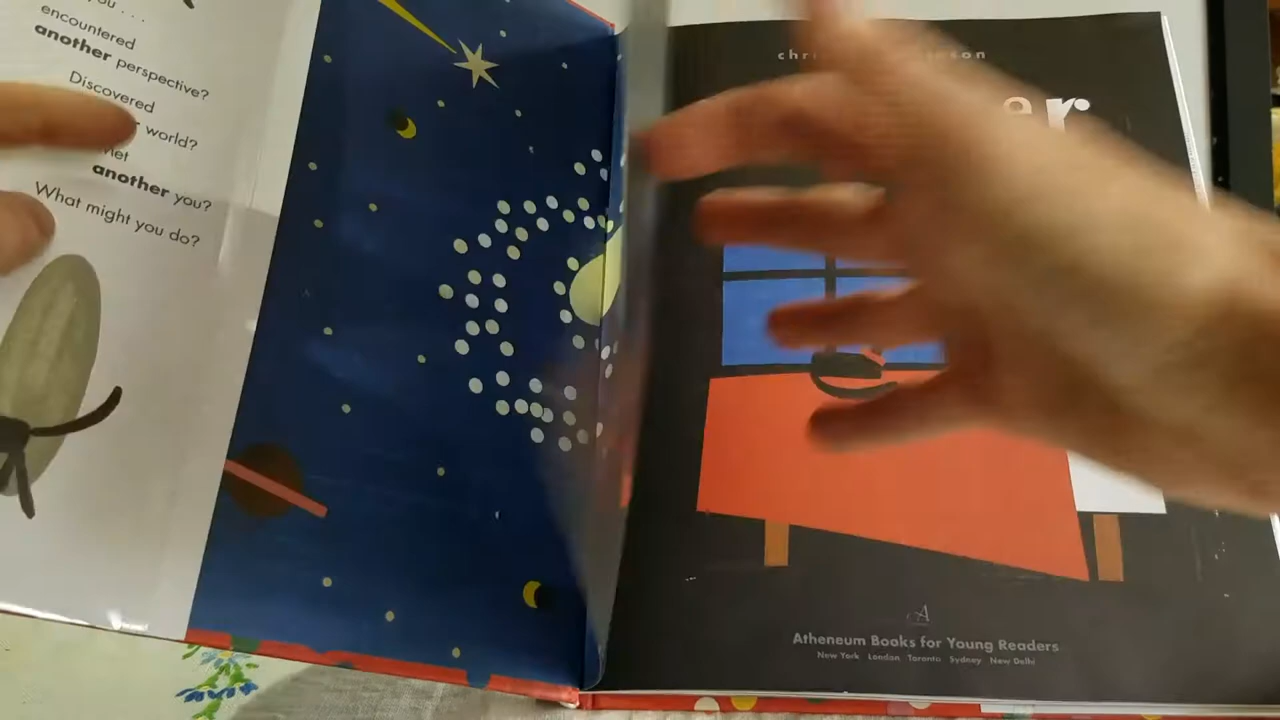 encountered
another perspective?
Discovered
world?
another you?
What might you do?
Atheneum Books for Young Readers
New York London Toronto Sydney New Delhi